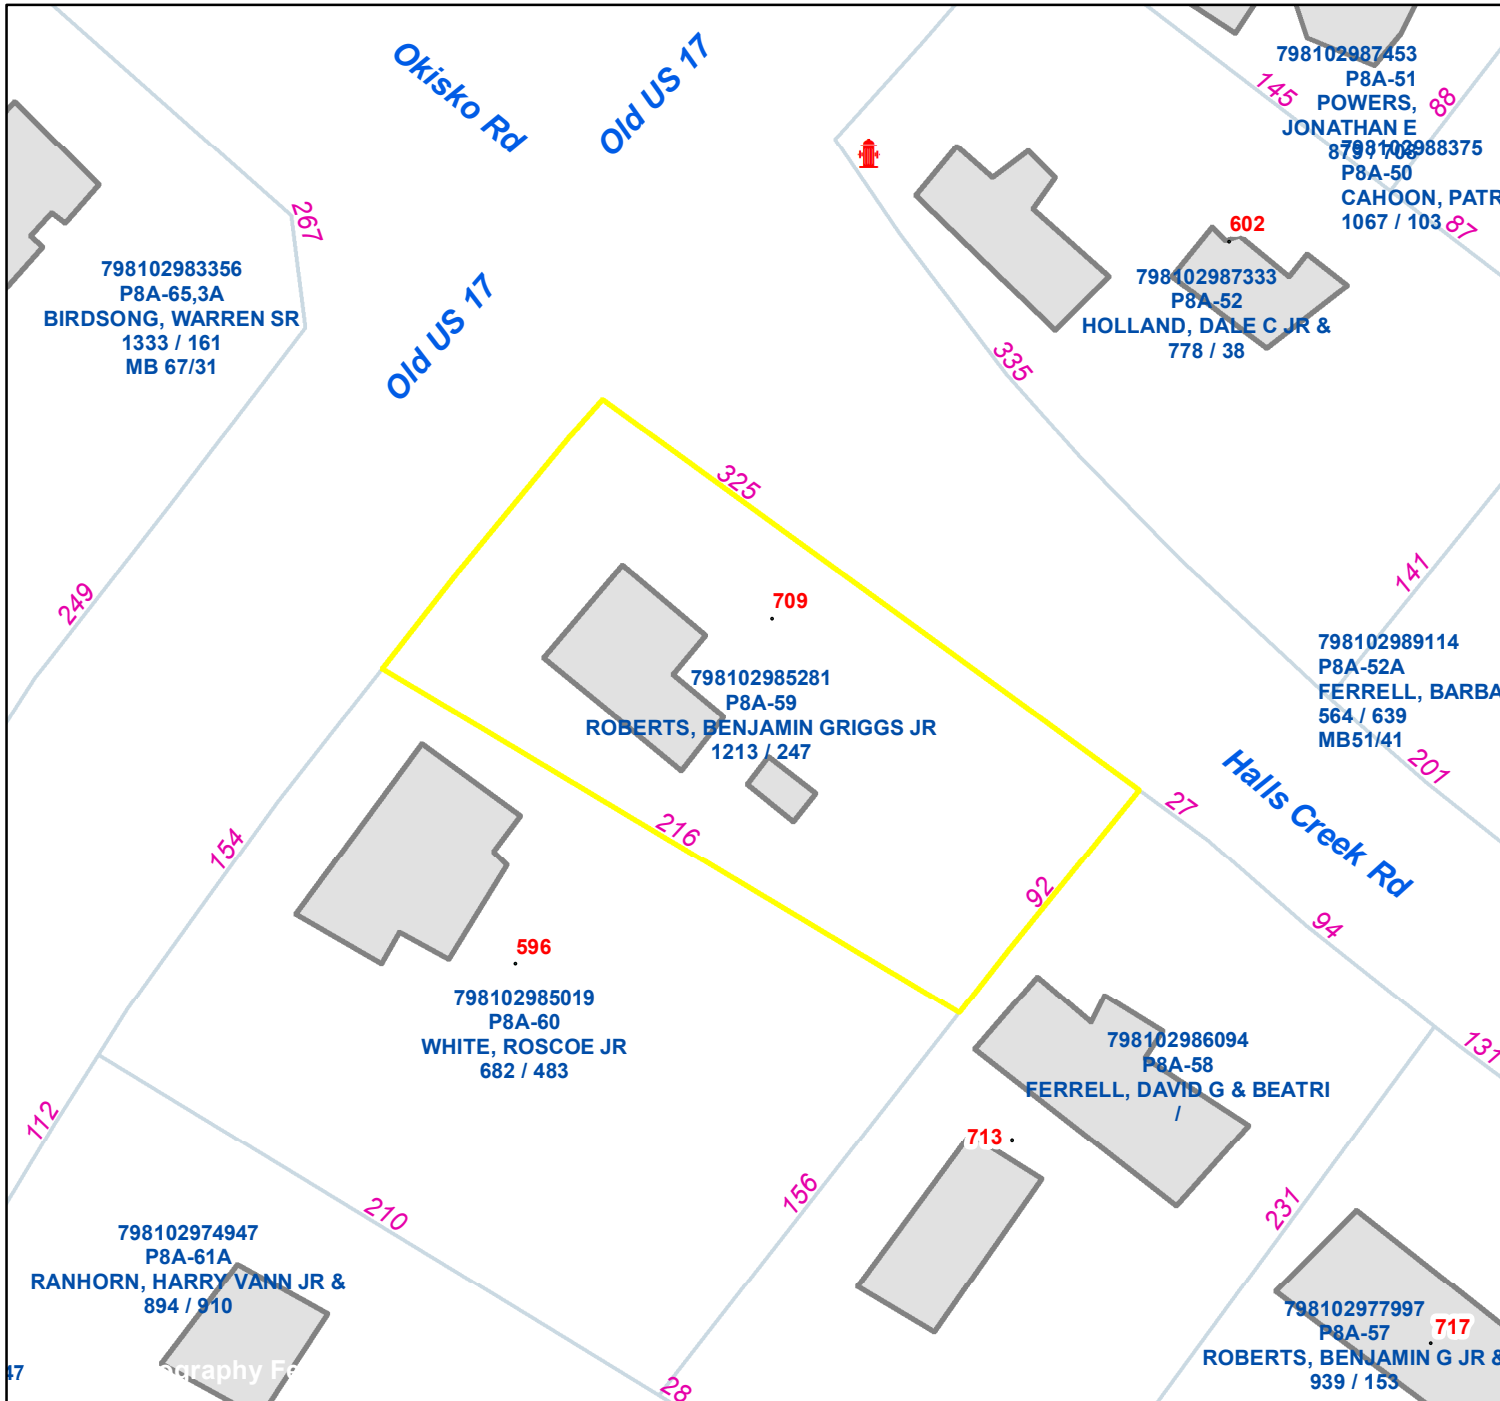 Okisko Rd
Old US 17
798102987453
P8A-51
POWERS,
JONATHAN E
879 / 706
145
88
798102988375
P8A-50
CAHOON, PATR
1067 / 103
87
267
602
798102983356
P8A-65,3A
BIRDSONG, WARREN SR
1333 / 161
MB 67/31
798102987333
P8A-52
HOLLAND, DALE C JR &
778 / 38
Old US 17
335
325
249
141
709
798102985281
P8A-59
ROBERTS, BENJAMIN GRIGGS JR
1213 / 247
798102989114
P8A-52A
FERRELL, BARBA
564 / 639
MB51/41
201
27
Halls Creek Rd
154
216
92
94
596
798102985019
P8A-60
WHITE, ROSCOE JR
682 / 483
131
798102986094
P8A-58
FERRELL, DAVID G & BEATRI
/
112
713
156
231
210
798102974947
P8A-61A
RANHORN, HARRY VANN JR &
894 / 910
798102977997
P8A-57
717
ROBERTS, BENJAMIN G JR &
939 / 153
47
ography Fe
28